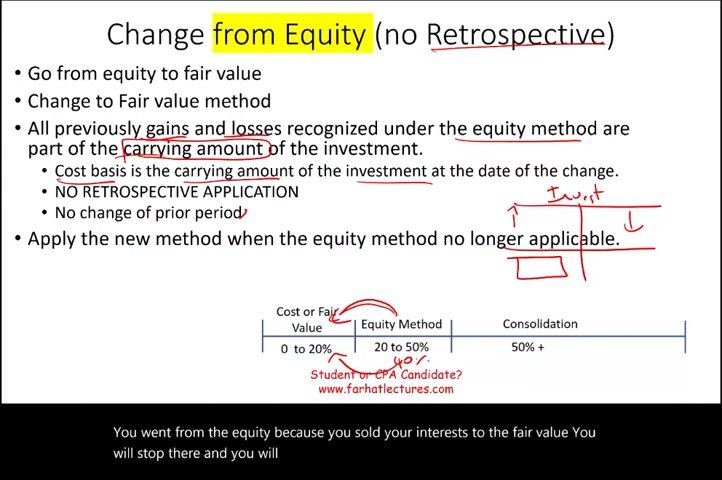 Change from Equity (no Retrospective)
• Go from equity to fair value
• Change to Fair value method
• All previously gains and losses recognized under the equity method are
part of the carrying amount of the investment.
• Cost basis is the carrying amount of the investment at the date of the change.
• NO RETROSPECTIVE APPLICATION
• No change of prior period
Invest
• Apply the new method when the equity method no longer applicable.
Cost or Fair
Value
Equity Method
Consolidation
0 to 20%
20 to 50%
50% +
40%
Student or CPA Candidate?
www.farhatlectures.com
You went from the equity because you sold your interests to the fair value You
will stop there and you will